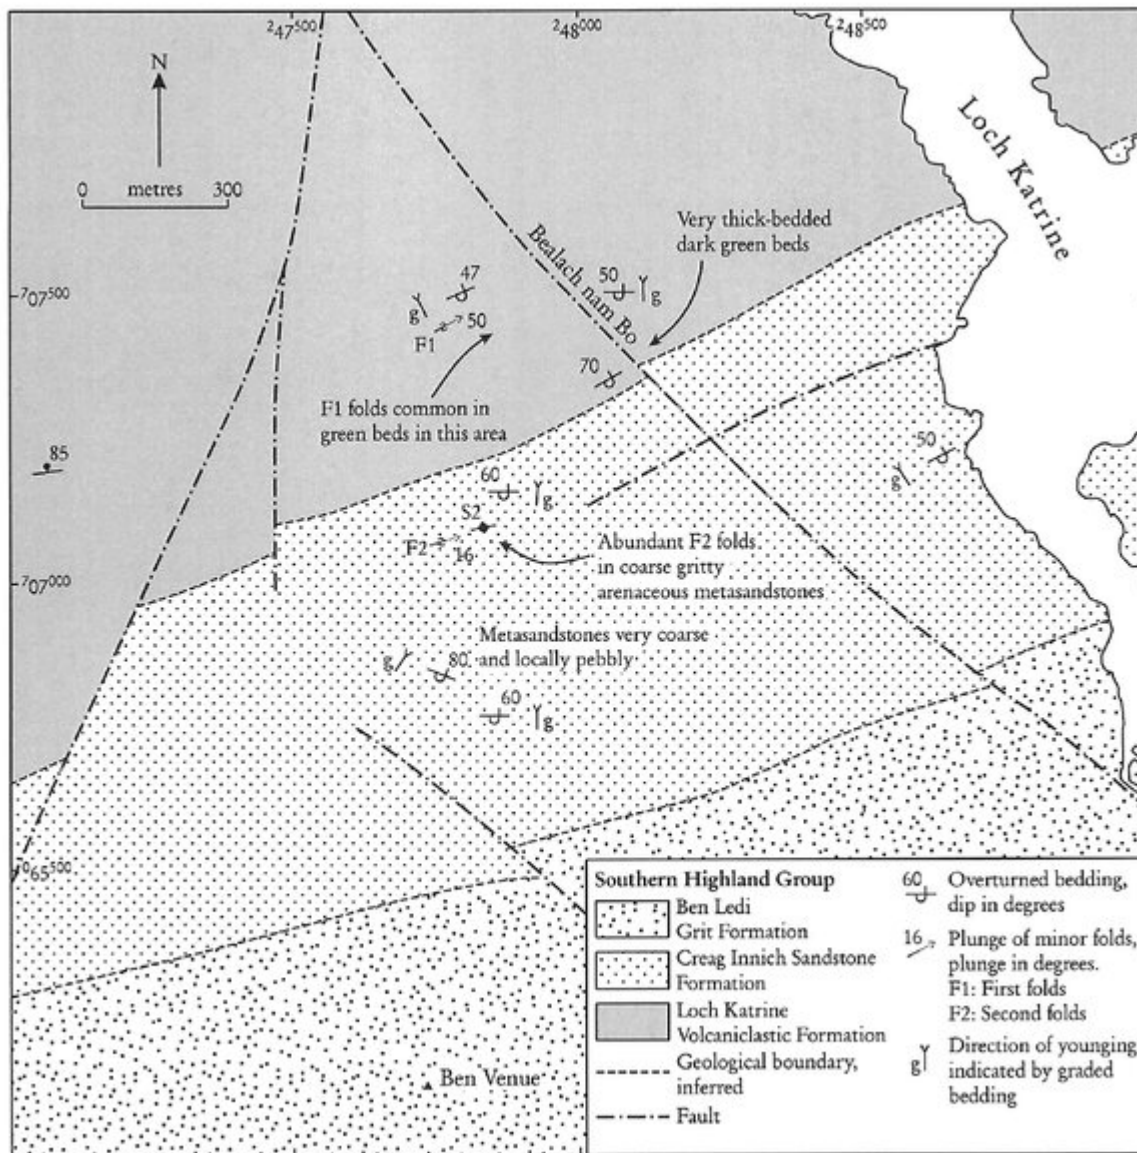 ²47⁵⁰⁰
²48⁰⁰⁰
²48⁵⁰⁰
N
0 metres 300
Loch Katrine
Very thick-bedded
dark green beds
Bealach nam Bo
47
50
g
⁷07⁵⁰⁰
g
50
F1
70
F1 folds common in
green beds in this area
85
50
g
60
g
S2
F2
16
Abundant F2 folds
in coarse gritty
arenaceous metasandstones
⁷07⁰⁰⁰
Metasandstones very coarse
and locally pebbly
g
80
60
g
⁷065⁵⁰⁰
Ben Venue
Southern Highland Group
Ben Ledi
Grit Formation
Creag Innich Sandstone
Formation
Loch Katrine
Volcaniclastic Formation
Geological boundary,
inferred
Fault
60
Overturned bedding,
dip in degrees
16
Plunge of minor folds,
plunge in degrees.
F1: First folds
F2: Second folds
g
Direction of younging
indicated by graded
bedding